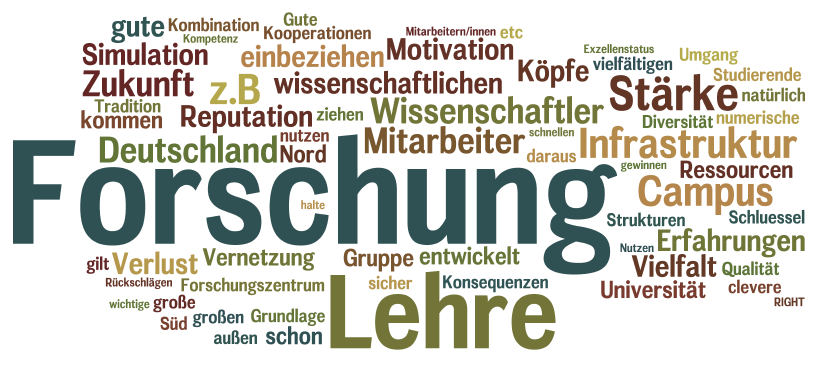 gute Kombination Gute
Kompetenz Kooperationen Mitarbeitern/innen etc
Simulation einbeziehen Motivation Exzellenstatus Umgang
Zukunft z.B wissenschaftlichen Köpfe vielfältigen Studierende
Tradition Stärke natürlich
kommen Reputation ziehen Wissenschaftler Diversität numerische
nutzen Mitarbeiter schnellen Infrastruktur
Deutschland Nord daraus gewinnen Ressourcen
Forschung Campus
halte Strukturen Schluessel
gilt Verlust Vernetzung Gruppe entwickelt Nutzen Erfahrungen
Rückschlägen Forschungszentrum sicher Konsequenzen Vielfalt Qualität
wichtige große Universität clevere
Süd großen Grundlage Lehre RIGHT
außen schon